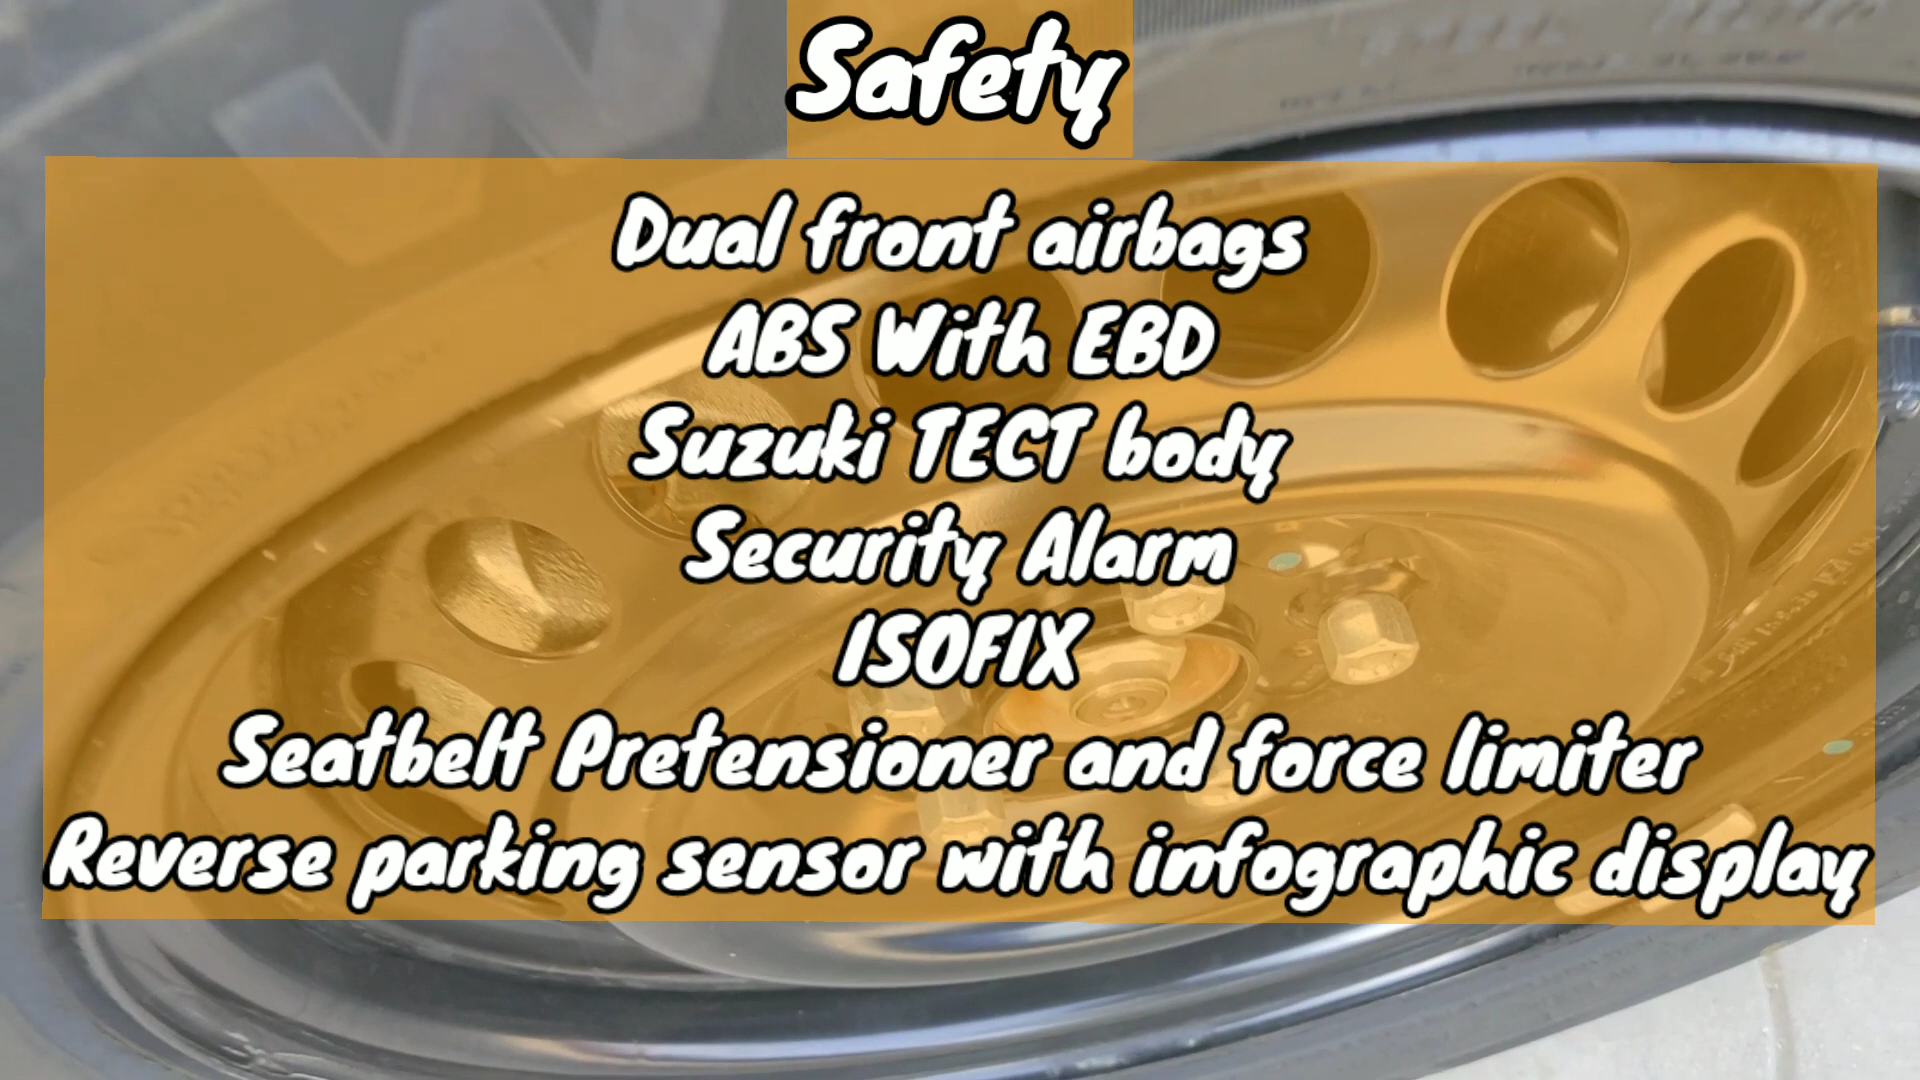 Safety
Dual front airbags
ABS With EBD
Suzuki TECT body
Security Alarm
ISOFIX
Seatbelt Pretensioner and force limiter
Reverse parking sensor with infographic display